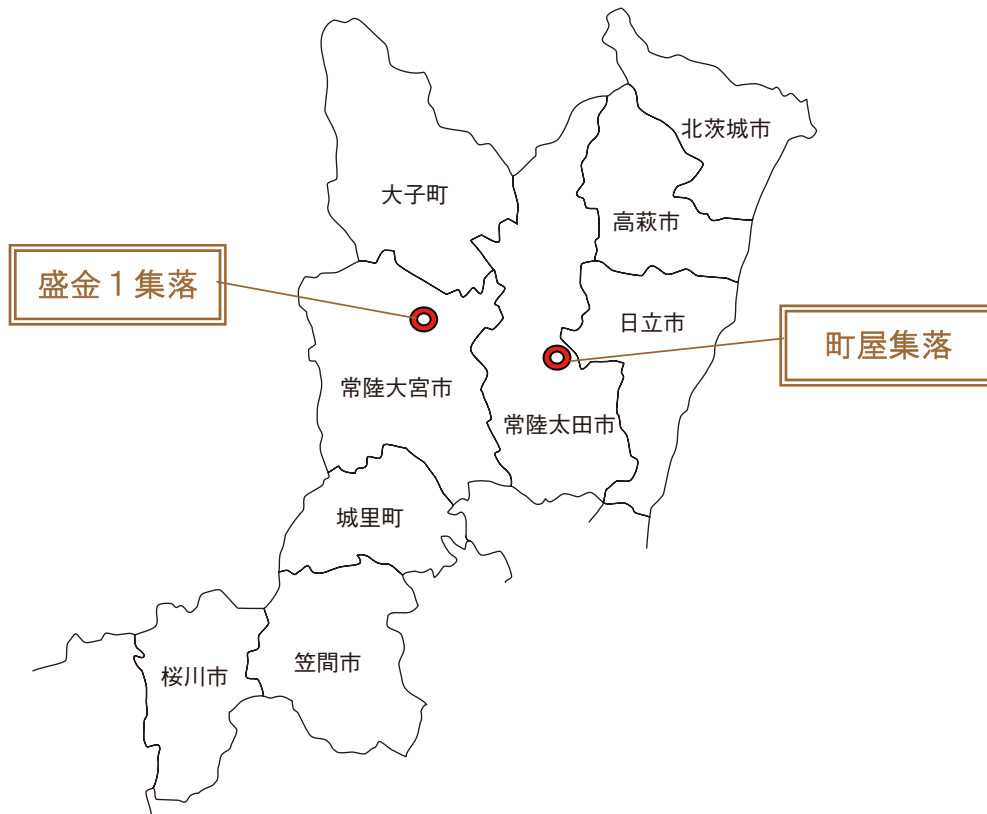 北茨城市
大子町
高萩市
盛金１集落
日立市
町屋集落
常陸大宮市
常陸太田市
城里町
笠間市
桜川市